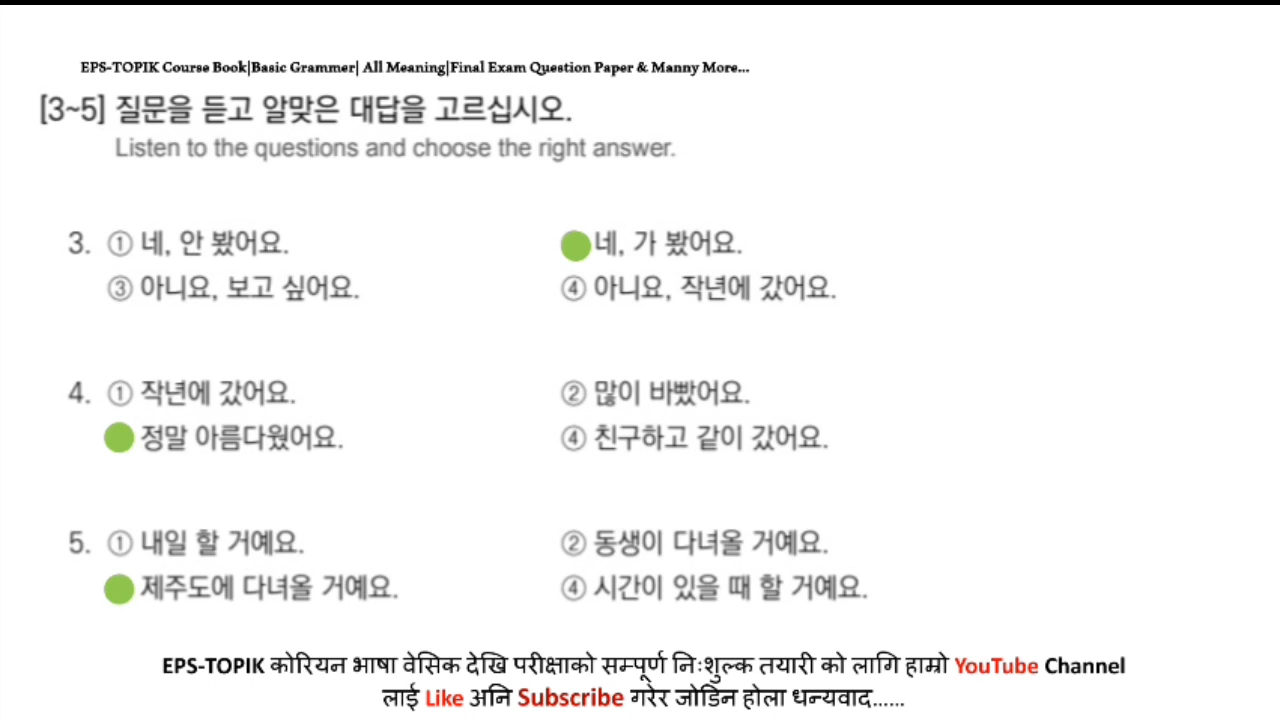 EPS-TOPIK Course Book|Basic Grammer| All Meaning|Final Exam Question Paper & Manny More...
[3~5] 질문을 듣고 알맞은 대답을 고르십시오.
Listen to the questions and choose the right answer.
3. ① 네, 안 봤어요. 네, 가 봤어요.
③ 아니요, 보고 싶어요. ④ 아니요, 작년에 갔어요.
4. ① 작년에 갔어요. ② 많이 바빴어요.
정말 아름다웠어요. ④ 친구하고 같이 갔어요.
5. ① 내일 할 거예요. ② 동생이 다녀올 거예요.
제주도에 다녀올 거예요. ④ 시간이 있을 때 할 거예요.
EPS-TOPIK कोरियन भाषा वेसिक देखि परीक्षाको सम्पूर्ण निःशुल्क तयारी को लागि हाम्रो YouTube Channel
लाई Like अनि Subscribe गरेर जोडिन होला धन्यवाद......